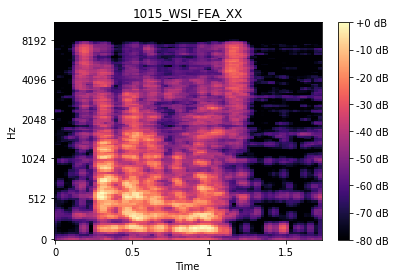 1015_WSI_FEA_XX
+0 dB
8192
-10 dB
4096
-20 dB
-30 dB
2048
-40 dB
Hz
1024
-50 dB
-60 dB
512
-70 dB
0
-80 dB
0 0.5 1 1.5
Time